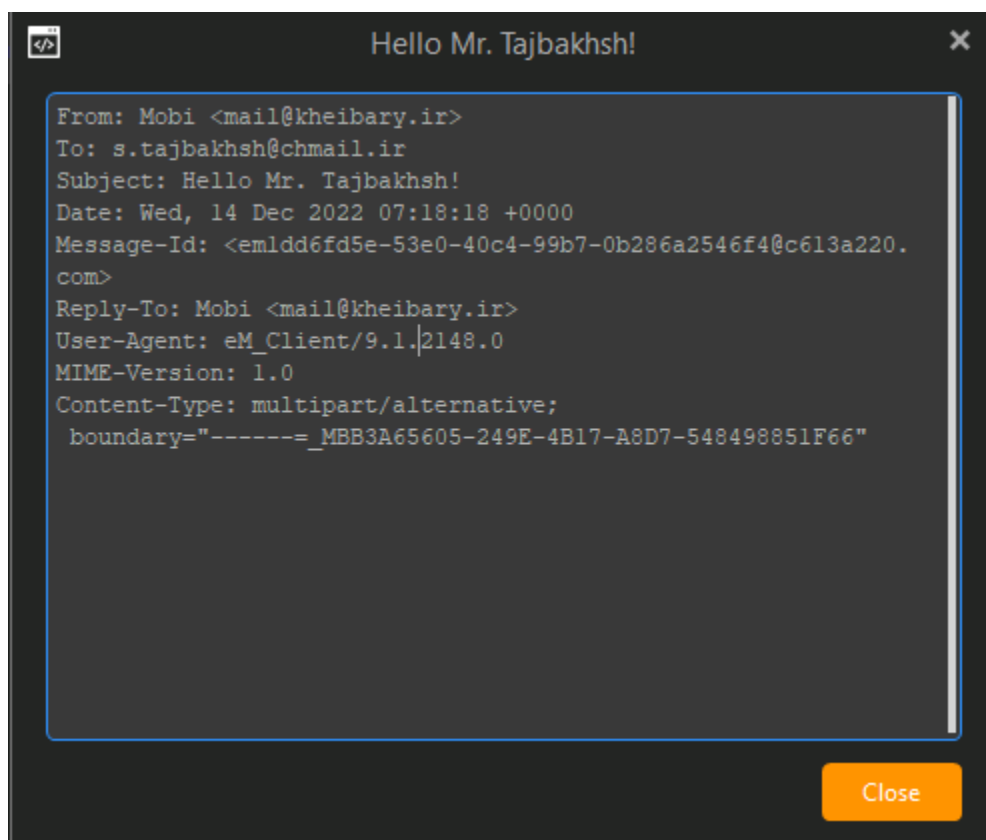 Hello Mr. Tajbakhsh!
From: Mobi <mail@kheibary.ir>
To: s.tajbakhsh@chmail.ir
Subject: Hello Mr. Tajbakhsh!
Date: Wed, 14 Dec 2022 07:18:18 +0000
Message-Id: <em1dd6fd5e-53e0-40c4-99b7-0b286a2546f4@c613a220.
com>
Reply-To: Mobi <mail@kheibary.ir>
User-Agent: eM_Client/9.1.2148.0
MIME-Version: 1.0
Content-Type: multipart/alternative;
 boundary="------=_MBB3A65605-249E-4B17-A8D7-548498851F66"
Close